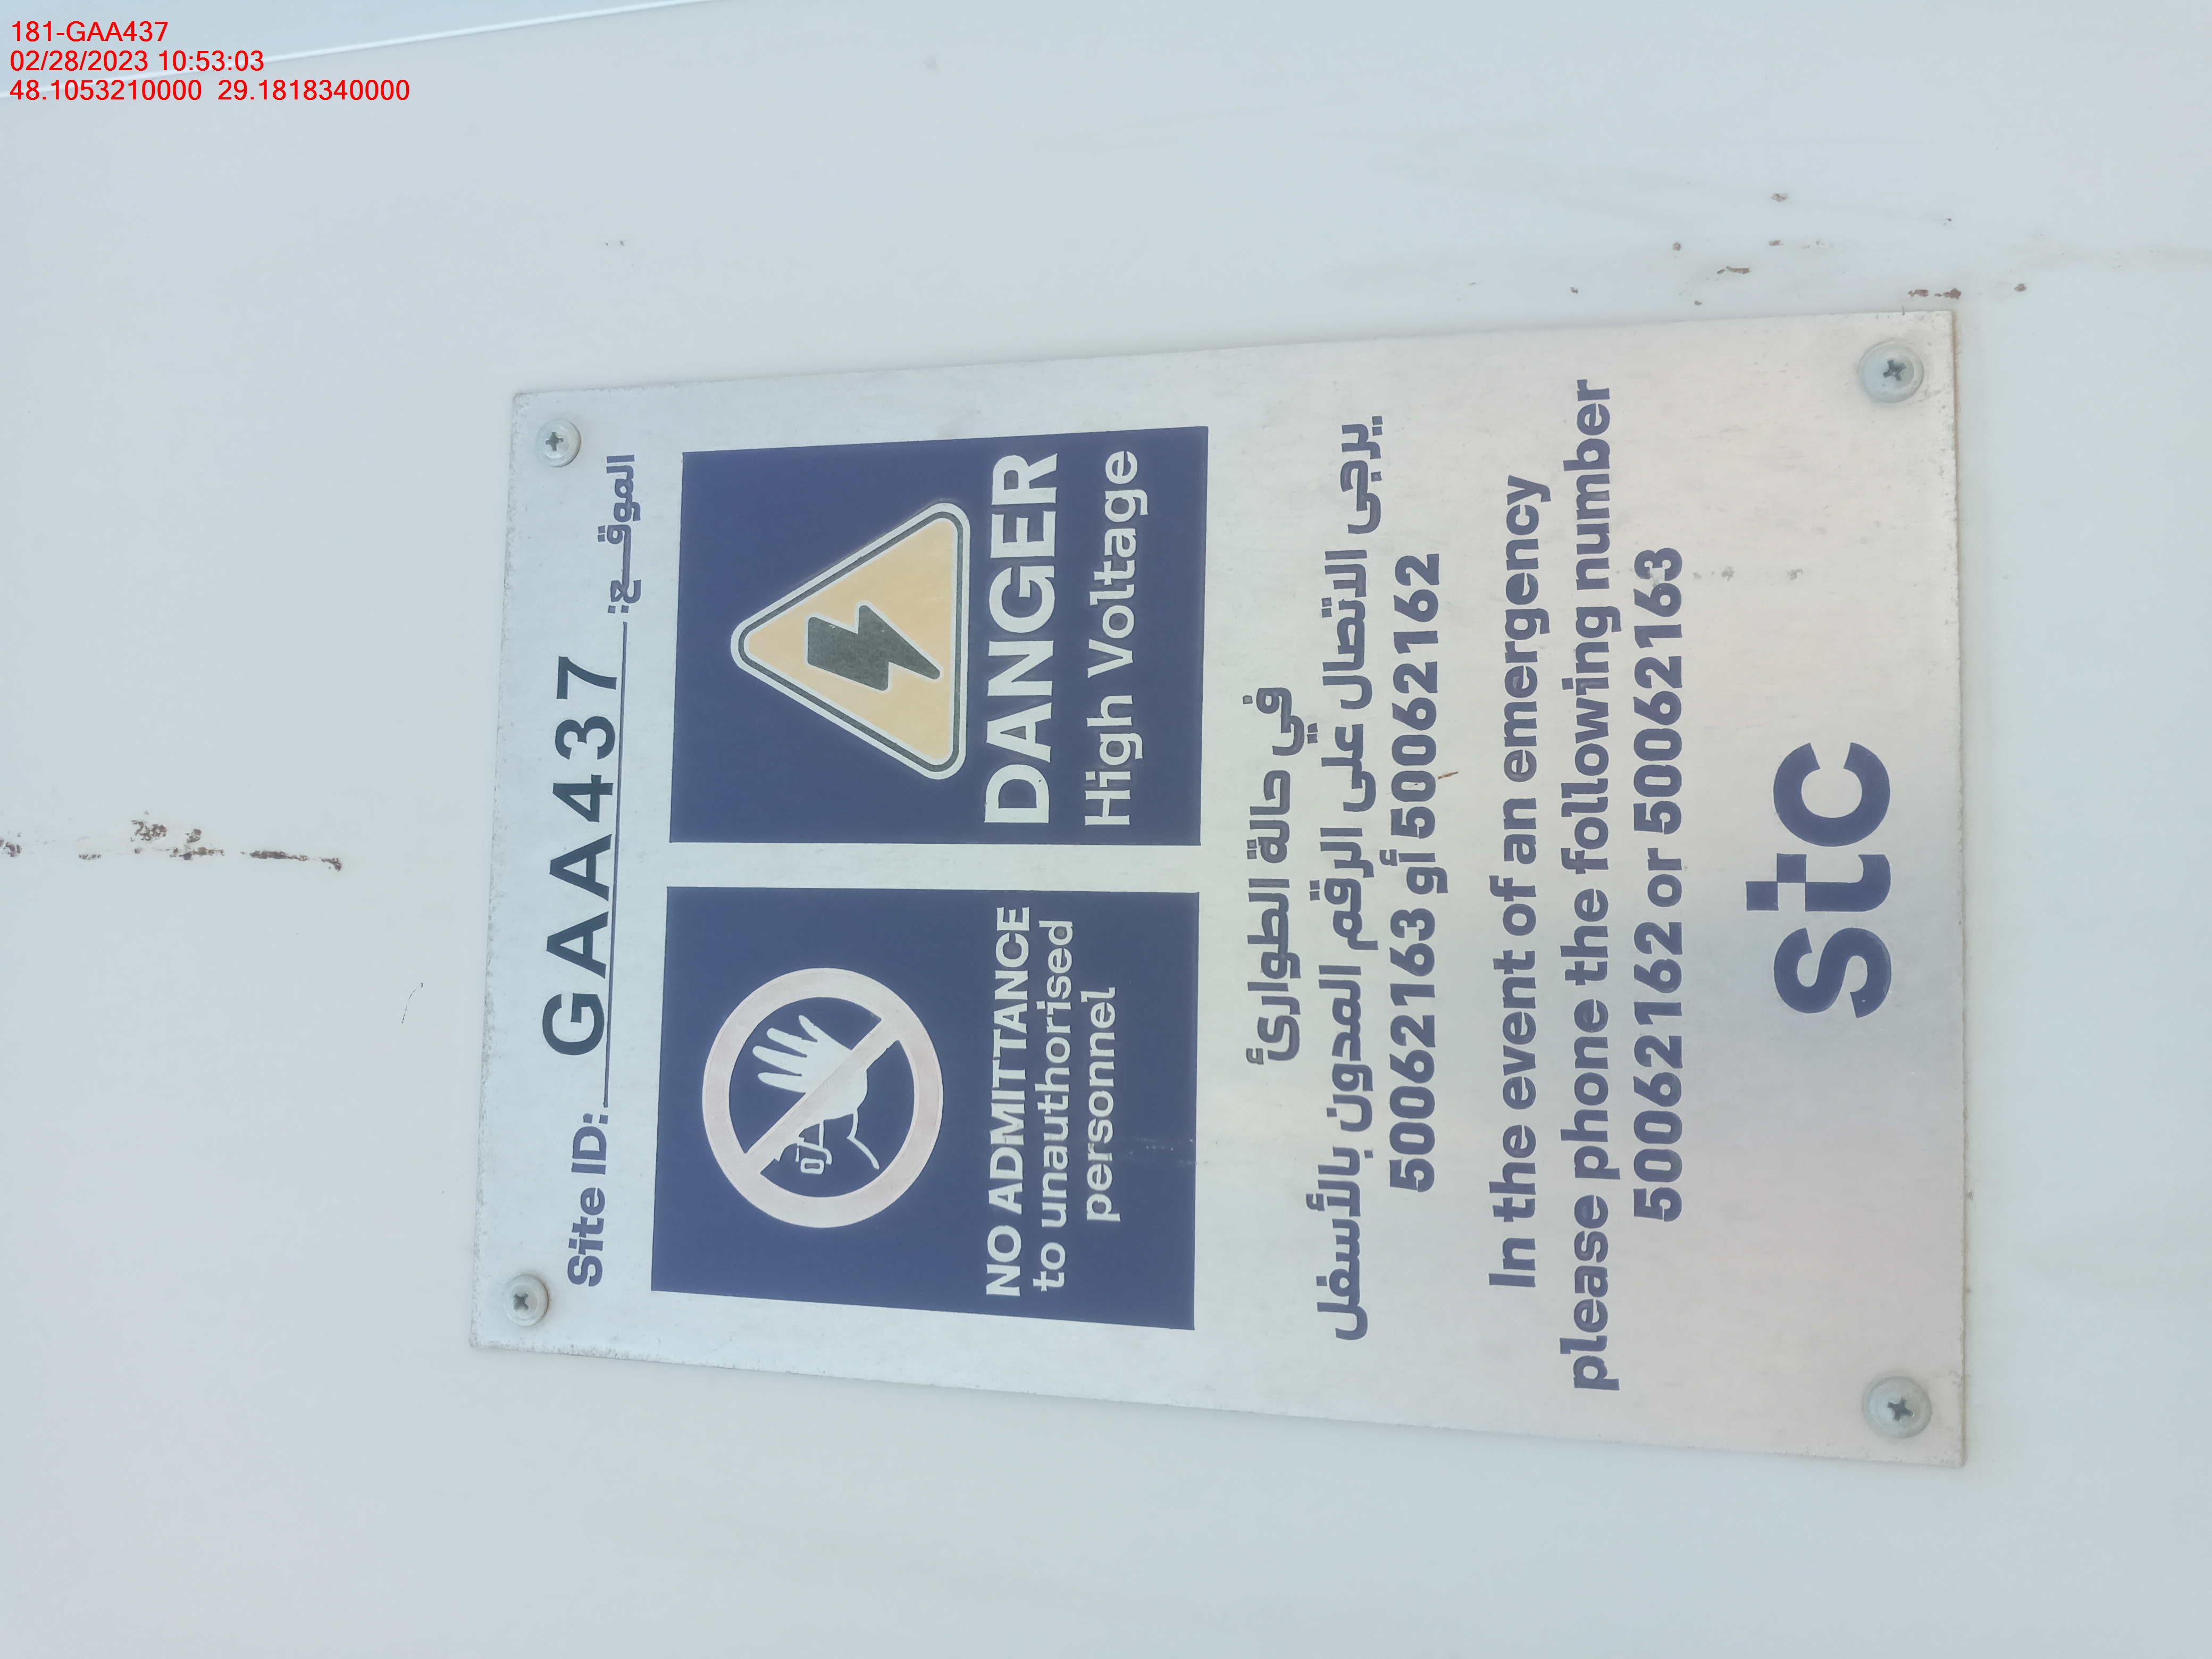 181-GAA437
02/28/2023 10:53:03
48.1053210000 29.1818340000
Site ID: GAA437 الموقـــع:
NO ADMITTANCE
to unauthorised
personnel
DANGER
High Voltage
في حالة الطوارئ
يرجى الاتصال على الرقم المدون بالأسفل
50062162 أو 50062163
In the event of an emergency
please phone the following number
50062162 or 50062163
stc